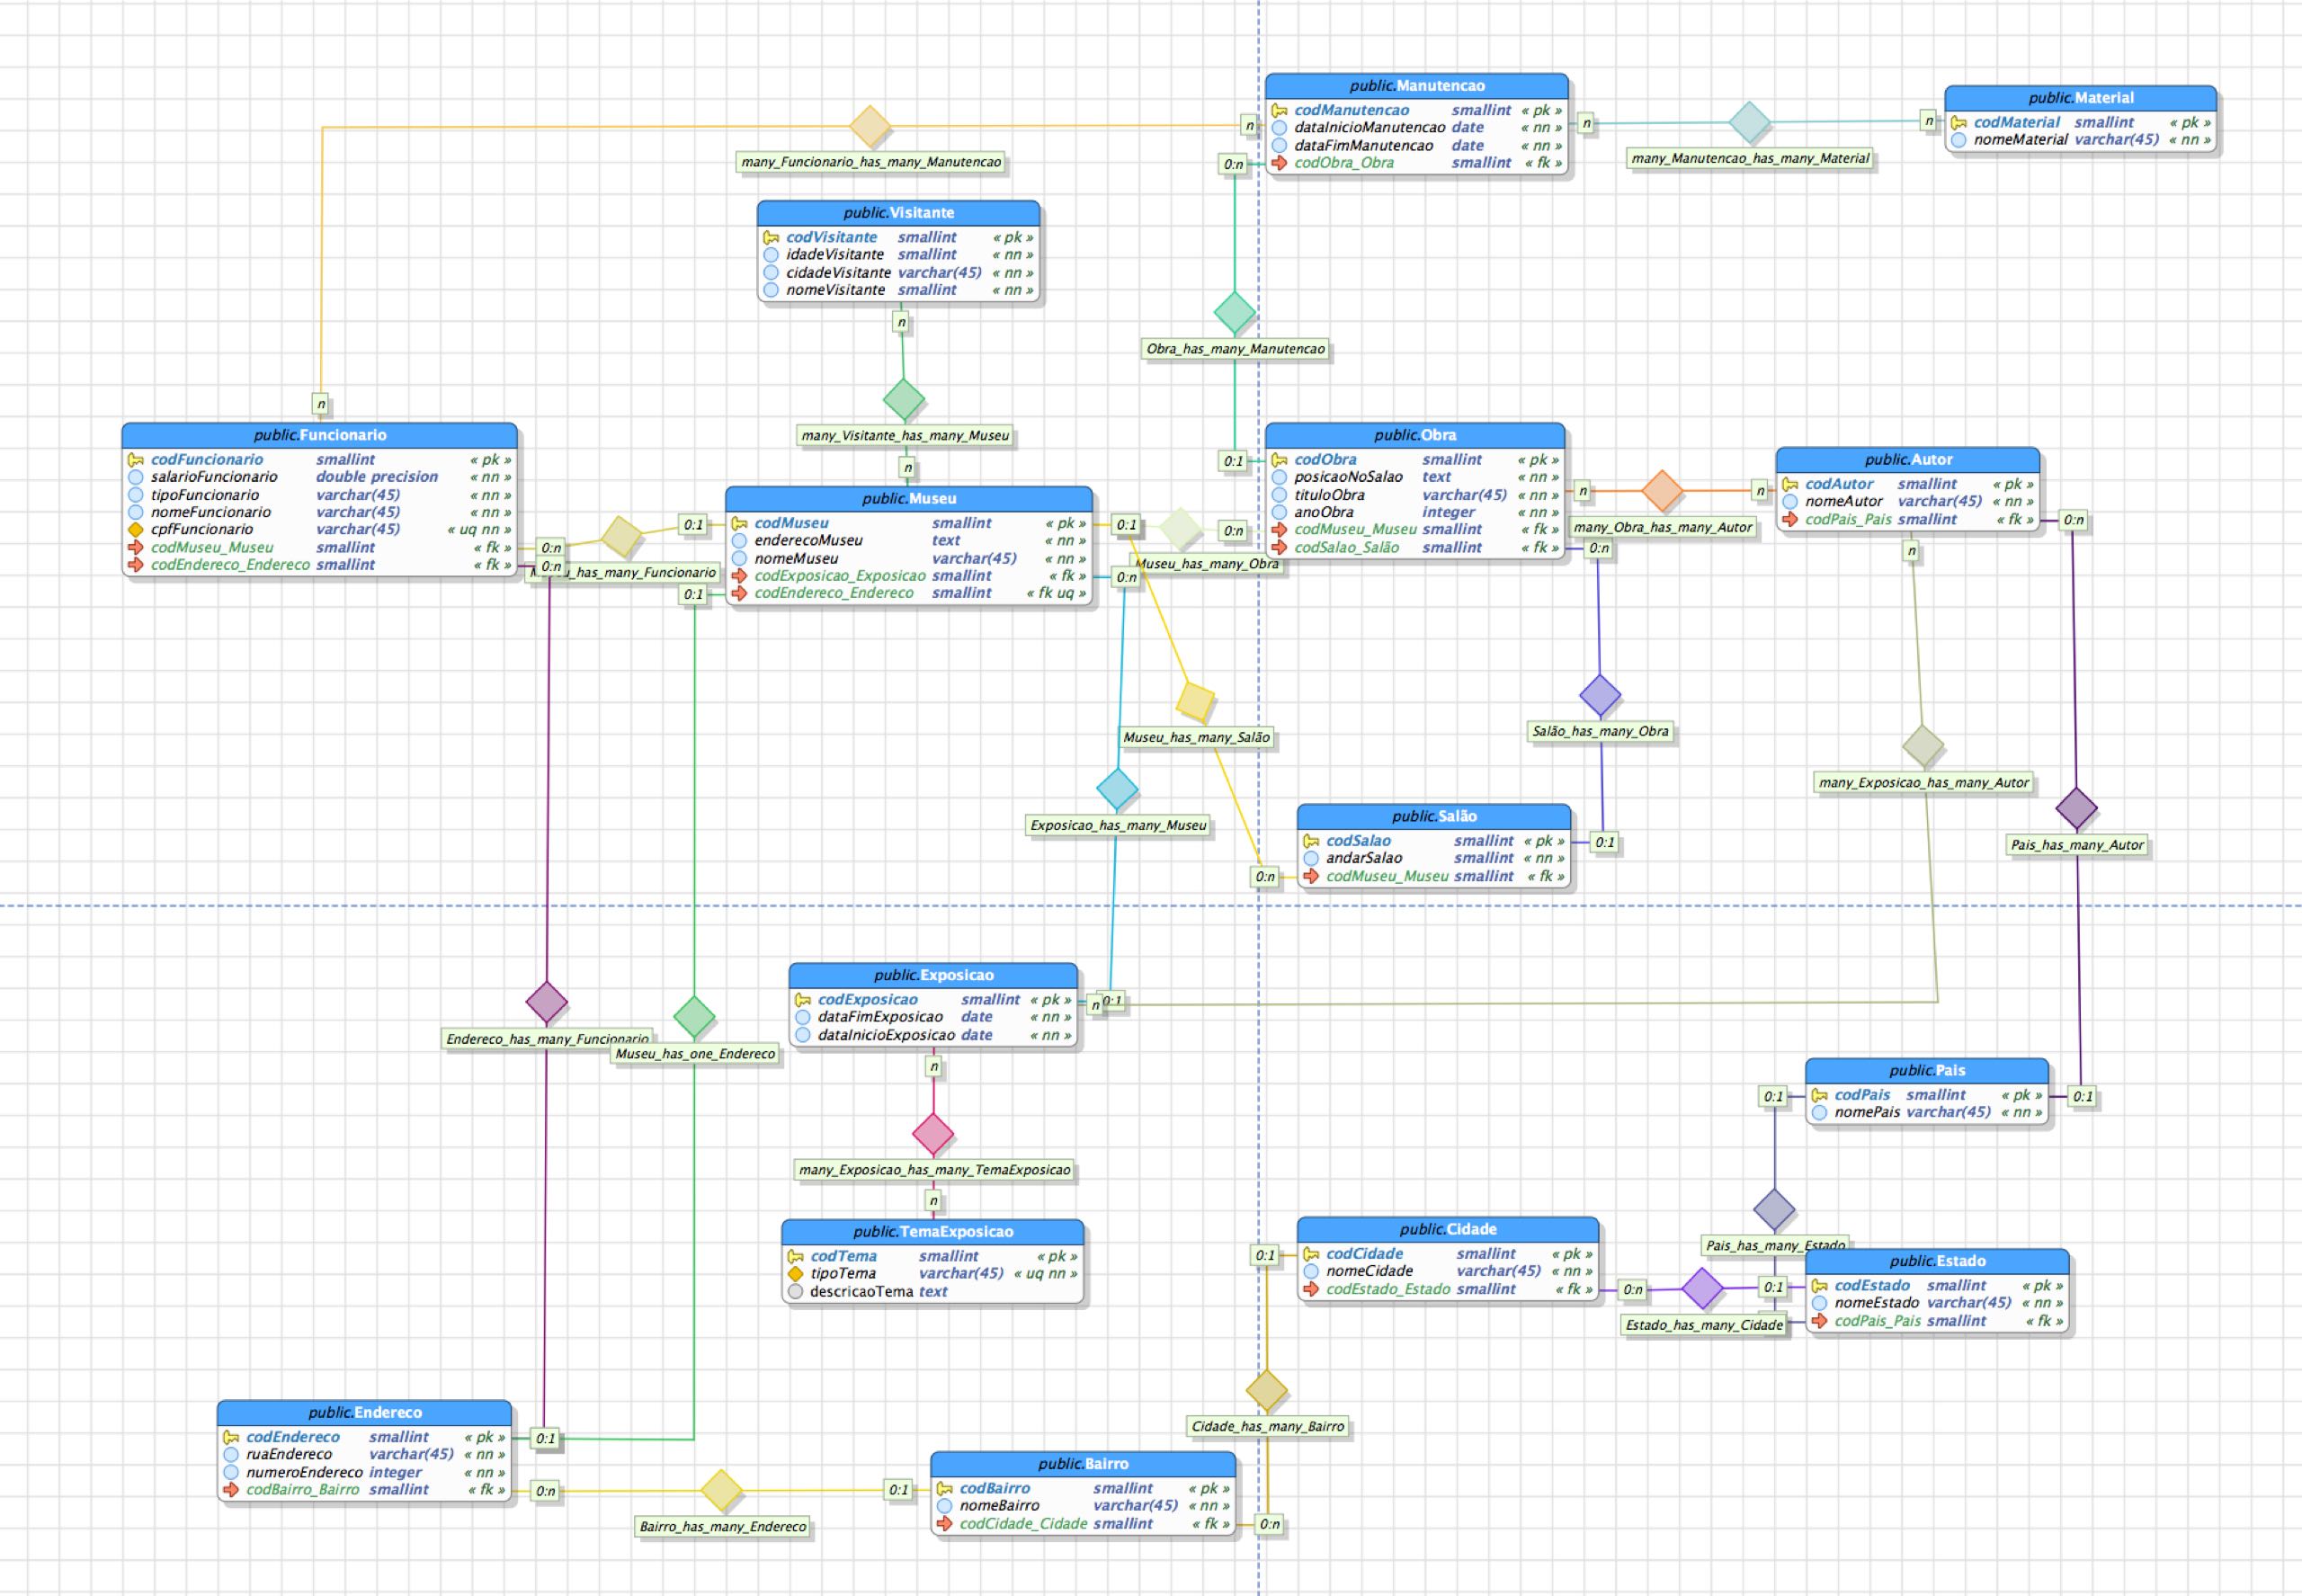 public.Manutencao
codManutencao smallint « pk »
dataInicioManutencao date « nn »
dataFimManutencao date « nn »
codObra_Obra smallint « fk »
n
n
0:n
public.Material
codMaterial smallint « pk »
nomeMaterial varchar(45) « nn »
n
many_Manutencao_has_many_Material
many_Funcionario_has_many_Manutencao
n
public.Visitante
codVisitante smallint « pk »
idadeVisitante smallint « nn »
cidadeVisitante varchar(45) « nn »
nomeVisitante smallint « nn »
n
many_Visitante_has_many_Museu
n
Obra_has_many_Manutencao
0:1
public.Funcionario
codFuncionario smallint « pk »
salarioFuncionario double precision « nn »
tipoFuncionario varchar(45) « nn »
nomeFuncionario varchar(45) « nn »
cpfFuncionario varchar(45) « uq nn »
codMuseu_Museu smallint « fk »
codEndereco_Endereco smallint « fk »
0:n
0:n
0:1
_has_many_Funcionario
0:1
public.Museu
codMuseu smallint « pk »
enderecoMuseu text « nn »
nomeMuseu varchar(45) « nn »
codExposicao_Exposicao smallint « fk »
codEndereco_Endereco smallint « fk uq »
0:1
0:n
0:n
Museu_has_many_Obra
public.Obra
codObra smallint « pk »
posicaoNoSalao text « nn »
tituloObra varchar(45) « nn »
anoObra integer « nn »
codMuseu_Museu smallint « fk »
codSalao_Salão smallint « fk »
n
n
many_Obra_has_many_Autor
0:n
public.Autor
codAutor smallint « pk »
nomeAutor varchar(45) « nn »
codPais_Pais smallint « fk »
0:n
n
Salão_has_many_Obra
Museu_has_many_Salão
many_Exposicao_has_many_Autor
Exposicao_has_many_Museu
Pais_has_many_Autor
public.Salão
codSalao smallint « pk »
andarSalao smallint « nn »
codMuseu_Museu smallint « fk »
0:1
0:n
public.Exposicao
codExposicao smallint « pk »
dataFimExposicao date « nn »
dataInicioExposicao date « nn »
n
0:1
Endereco_has_many_Funcionario
Museu_has_one_Endereco
n
many_Exposicao_has_many_TemaExposicao
n
public.TemaExposicao
codTema smallint « pk »
tipoTema varchar(45) « uq nn »
descricaoTema text
public.Pais
codPais smallint « pk »
nomePais varchar(45) « nn »
0:1
0:1
Pais_has_many_Estado
public.Cidade
codCidade smallint « pk »
nomeCidade varchar(45) « nn »
codEstado_Estado smallint « fk »
0:1
0:n
0:1
Estado_has_many_Cidade
public.Estado
codEstado smallint « pk »
nomeEstado varchar(45) « nn »
codPais_Pais smallint « fk »
public.Endereco
codEndereco smallint « pk »
ruaEndereco varchar(45) « nn »
numeroEndereco integer « nn »
codBairro_Bairro smallint « fk »
0:1
0:n
Bairro_has_many_Endereco
0:1
Cidade_has_many_Bairro
public.Bairro
codBairro smallint « pk »
nomeBairro varchar(45) « nn »
codCidade_Cidade smallint « fk »
0:n